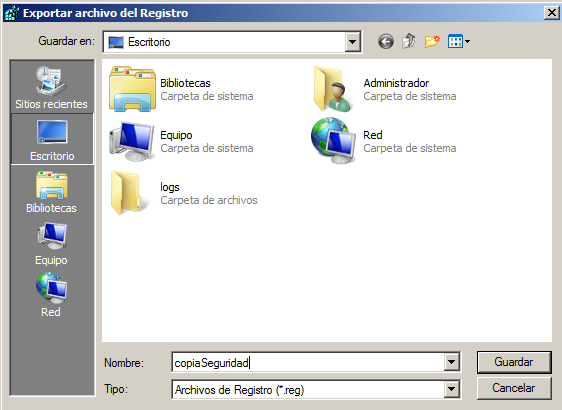 Exportar archivo del Registro
Guardar en: Escritorio
Sitios recientes
Escritorio
Bibliotecas
Equipo
Red
Bibliotecas
Carpeta de sistema
Administrador
Carpeta de sistema
Equipo
Carpeta de sistema
Red
Carpeta de sistema
logs
Carpeta de archivos
Nombre: copiaSeguridad
Guardar
Tipo: Archivos de Registro (*.reg)
Cancelar